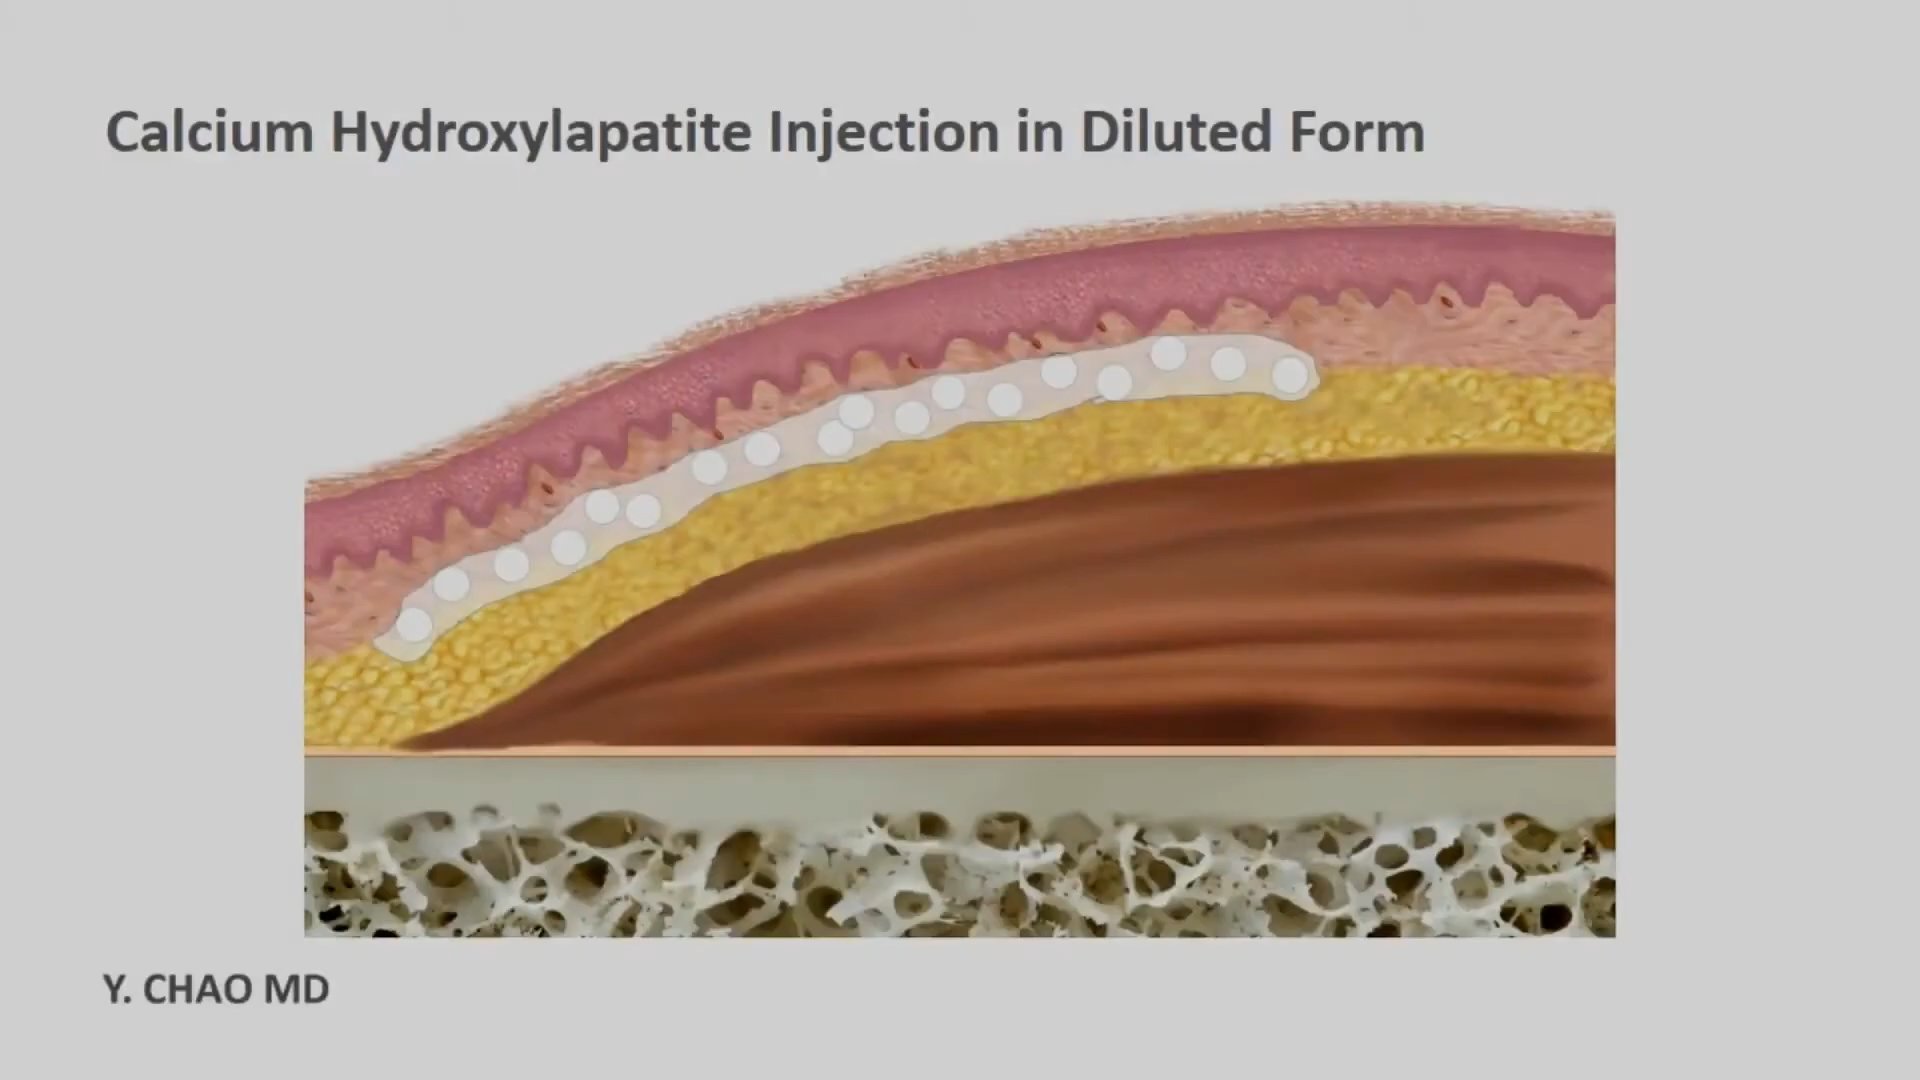 Calcium Hydroxylapatite Injection in Diluted Form
Y. CHAO MD